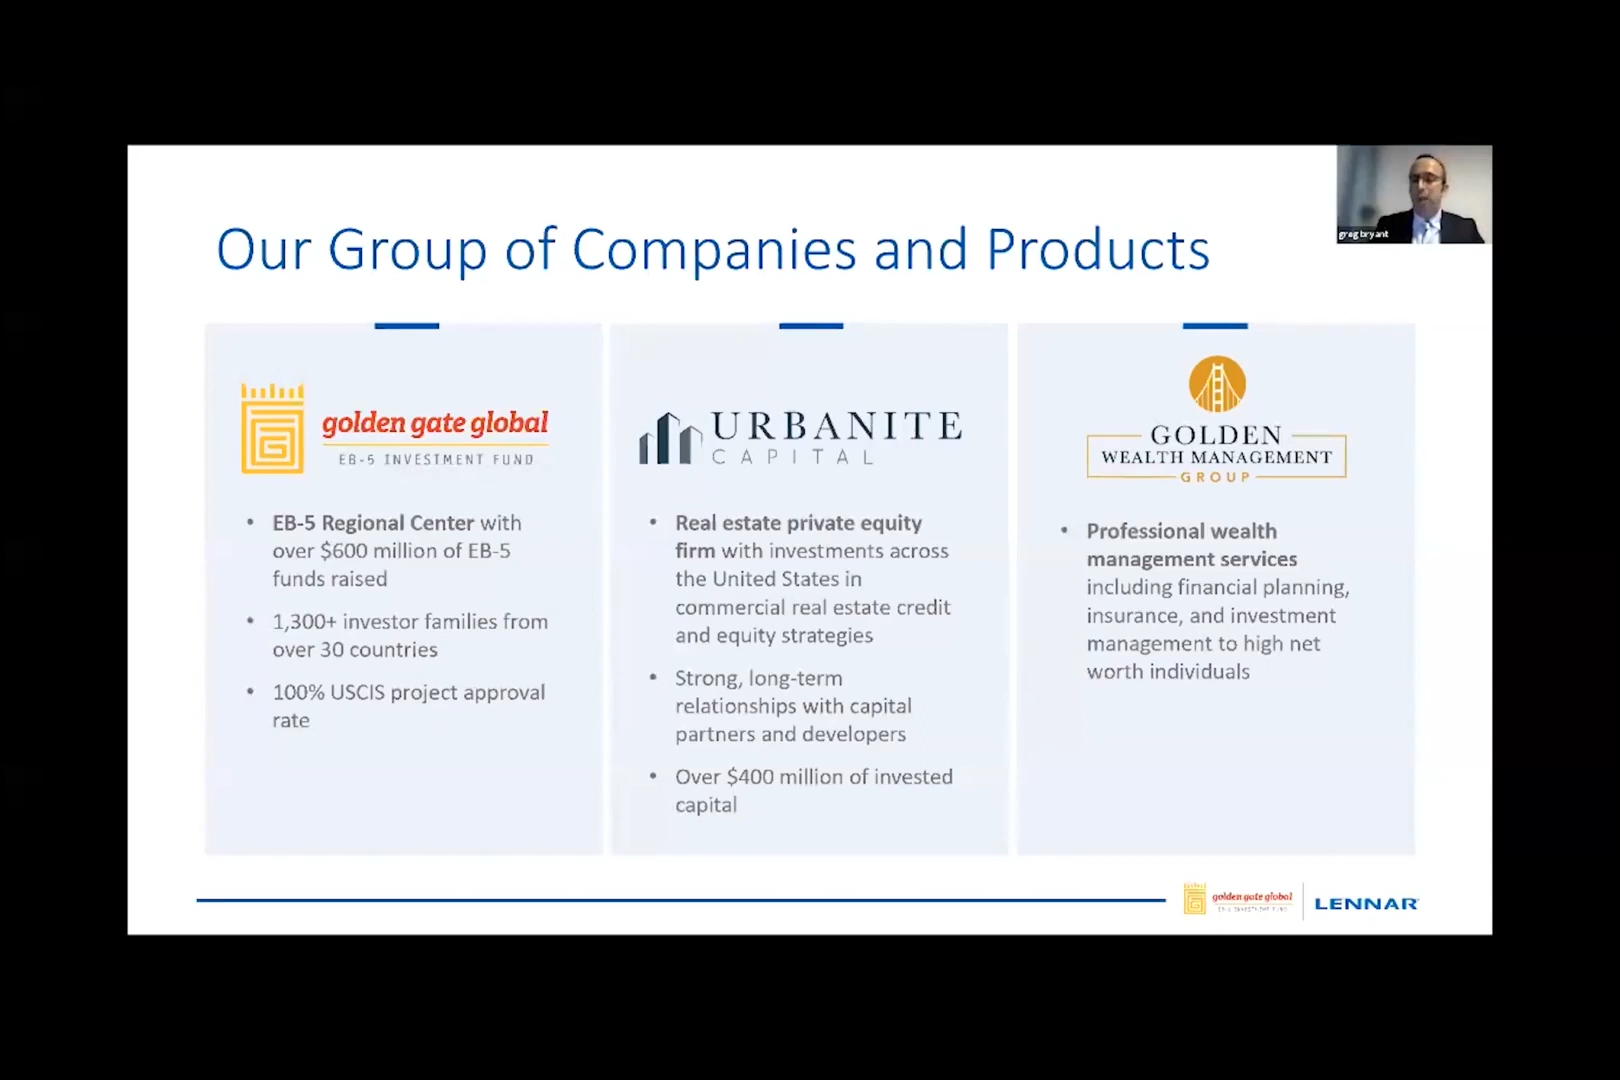 greg bryant
Our Group of Companies and Products
golden gate global
EB-5 INVESTMENT FUND
• EB-5 Regional Center with
over $600 million of EB-5
funds raised
• 1,300+ investor families from
over 30 countries
• 100% USCIS project approval
rate
URBANITE
CAPITAL
• Real estate private equity
firm with investments across
the United States in
commercial real estate credit
and equity strategies
• Strong, long-term
relationships with capital
partners and developers
• Over $400 million of invested
capital
GOLDEN
WEALTH MANAGEMENT
GROUP
• Professional wealth
management services
including financial planning,
insurance, and investment
management to high net
worth individuals
golden gate global
EB-5 INVESTMENT FUND
LENNAR